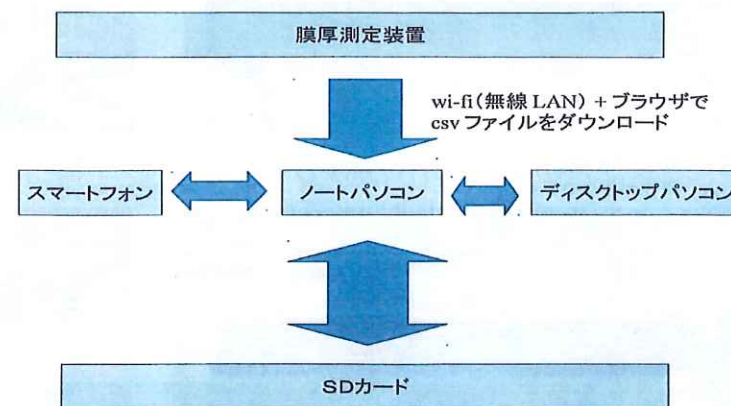 膜厚測定装置
wi-fi(無線 LAN) + ブラウザで
csv ファイルをダウンロード
スマートフォン
ノートパソコン
ディスクトップパソコン
SDカード